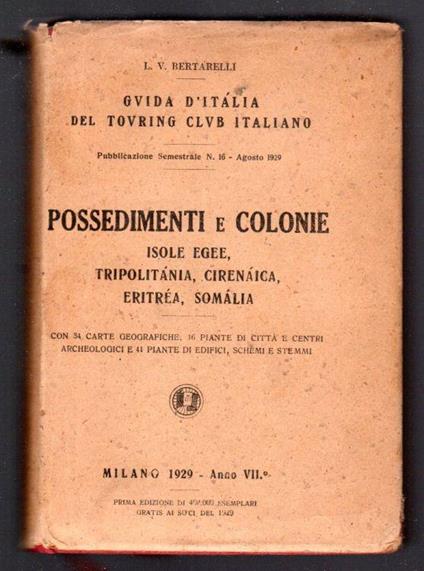 L. V. BERTARELLI
GVIDA D'ITÁLIA
DEL TOVRING CLVB ITALIANO
Pubblicazione Semestrale N. 16 - Agosto 1929
POSSEDIMENTI E COLONIE
ISOLE EGEE,
TRIPOLITÁNIA, CIRENÁICA,
ERITRÉA, SOMÁLIA
CON 34 CARTE GEOGRAFICHE, 16 PIANTE DI CITTÀ E CENTRI
ARCHEOLOGICI E 41 PIANTE DI EDIFICI, SCHEMI E STEMMI
MILANO 1929 - Anno VII.º
PRIMA EDIZIONE DI ESEMPLARI
GRATIS AI SOCI DEL 1929